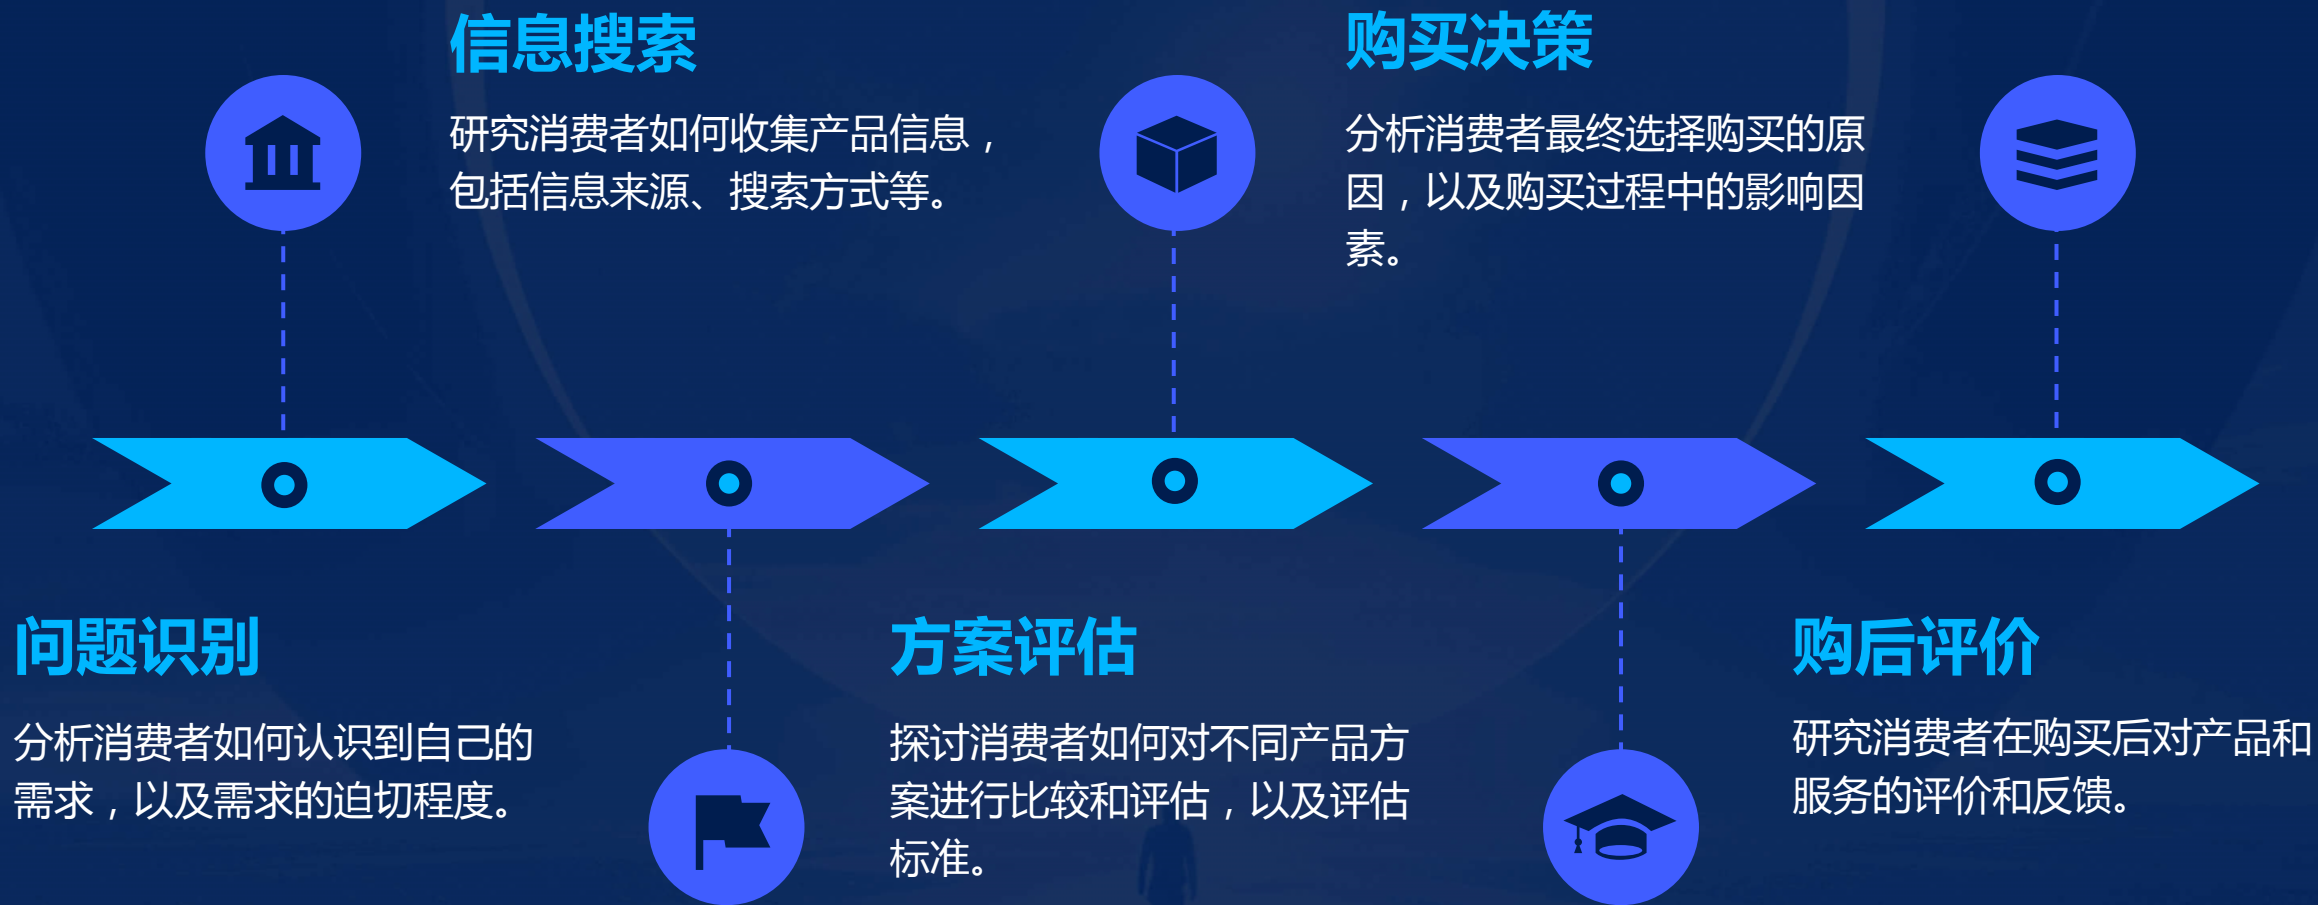 信息搜索
研究消费者如何收集产品信息，
包括信息来源、搜索方式等。
购买决策
分析消费者最终选择购买的原
因，以及购买过程中的影响因
素。
问题识别
分析消费者如何认识到自己的
需求，以及需求的迫切程度。
方案评估
探讨消费者如何对不同产品方
案进行比较和评估，以及评估
标准。
购后评价
研究消费者在购买后对产品和
服务的评价和反馈。